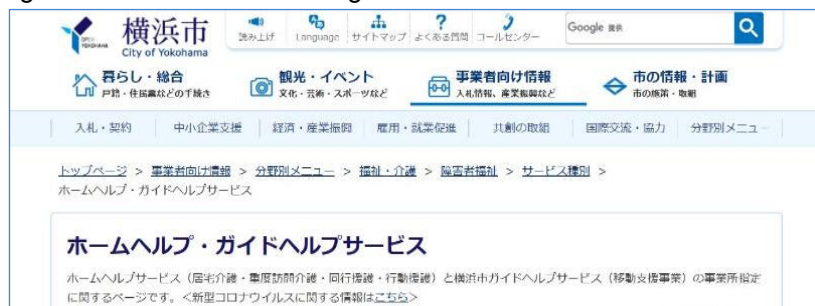 横浜市
City of Yokohama
読み上げ Language サイトマップ よくある質問 コールセンター
Google 提供
暮らし・総合
戸籍・住民票などの手続き
観光・イベント
文化・芸術・スポーツなど
事業者向け情報
入札情報、産業振興など
市の情報・計画
市の施策・取組
入札・契約 中小企業支援 経済・産業振興 雇用・就業促進 共創の取組 国際交流・協力 分野別メニュー
トップページ > 事業者向け情報 > 分野別メニュー > 福祉・介護 > 障害者福祉 > サービス種別 >
ホームヘルプ・ガイドヘルプサービス
ホームヘルプ・ガイドヘルプサービス
ホームヘルプサービス（居宅介護・重度訪問介護・同行援護・行動援護）と横浜市ガイドヘルプサービス（移動支援事業）の事業所指定
に関するページです。<新型コロナウイルスに関する情報はこちら>